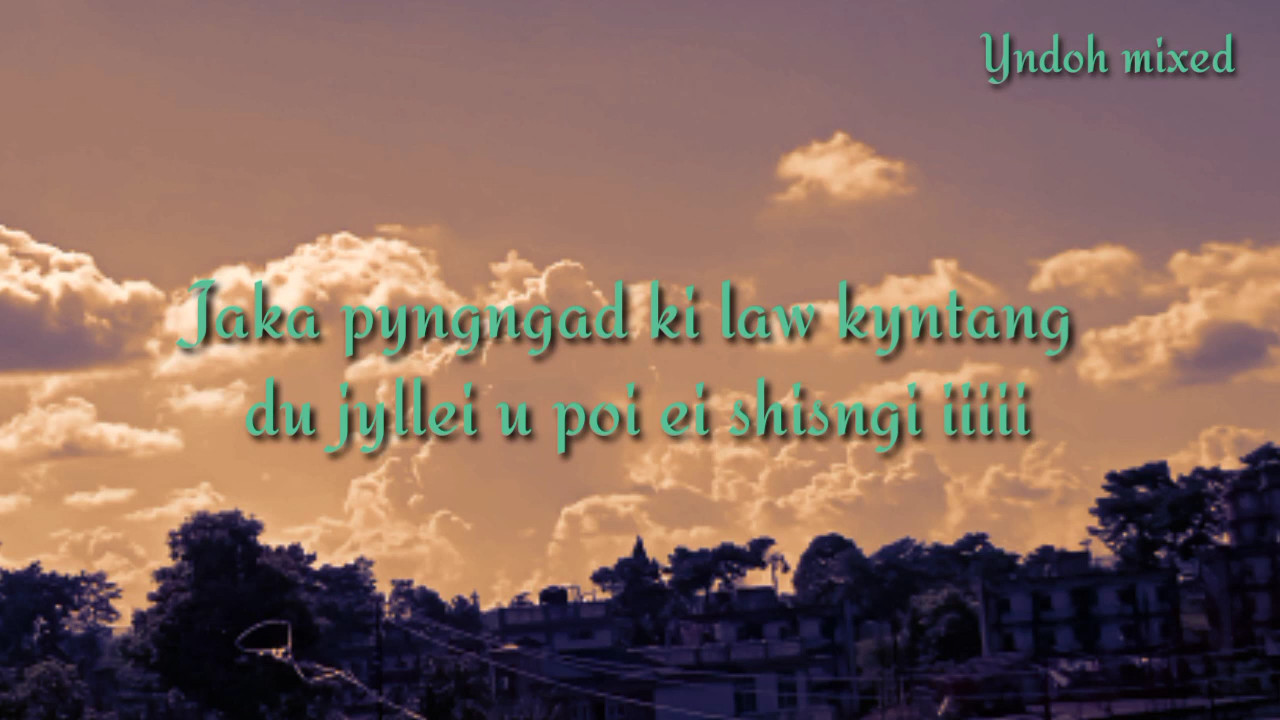 Yndoh mixed
Jaka pyngngad ki law kyntang
du jyllei u poi ei shisngi iiiii